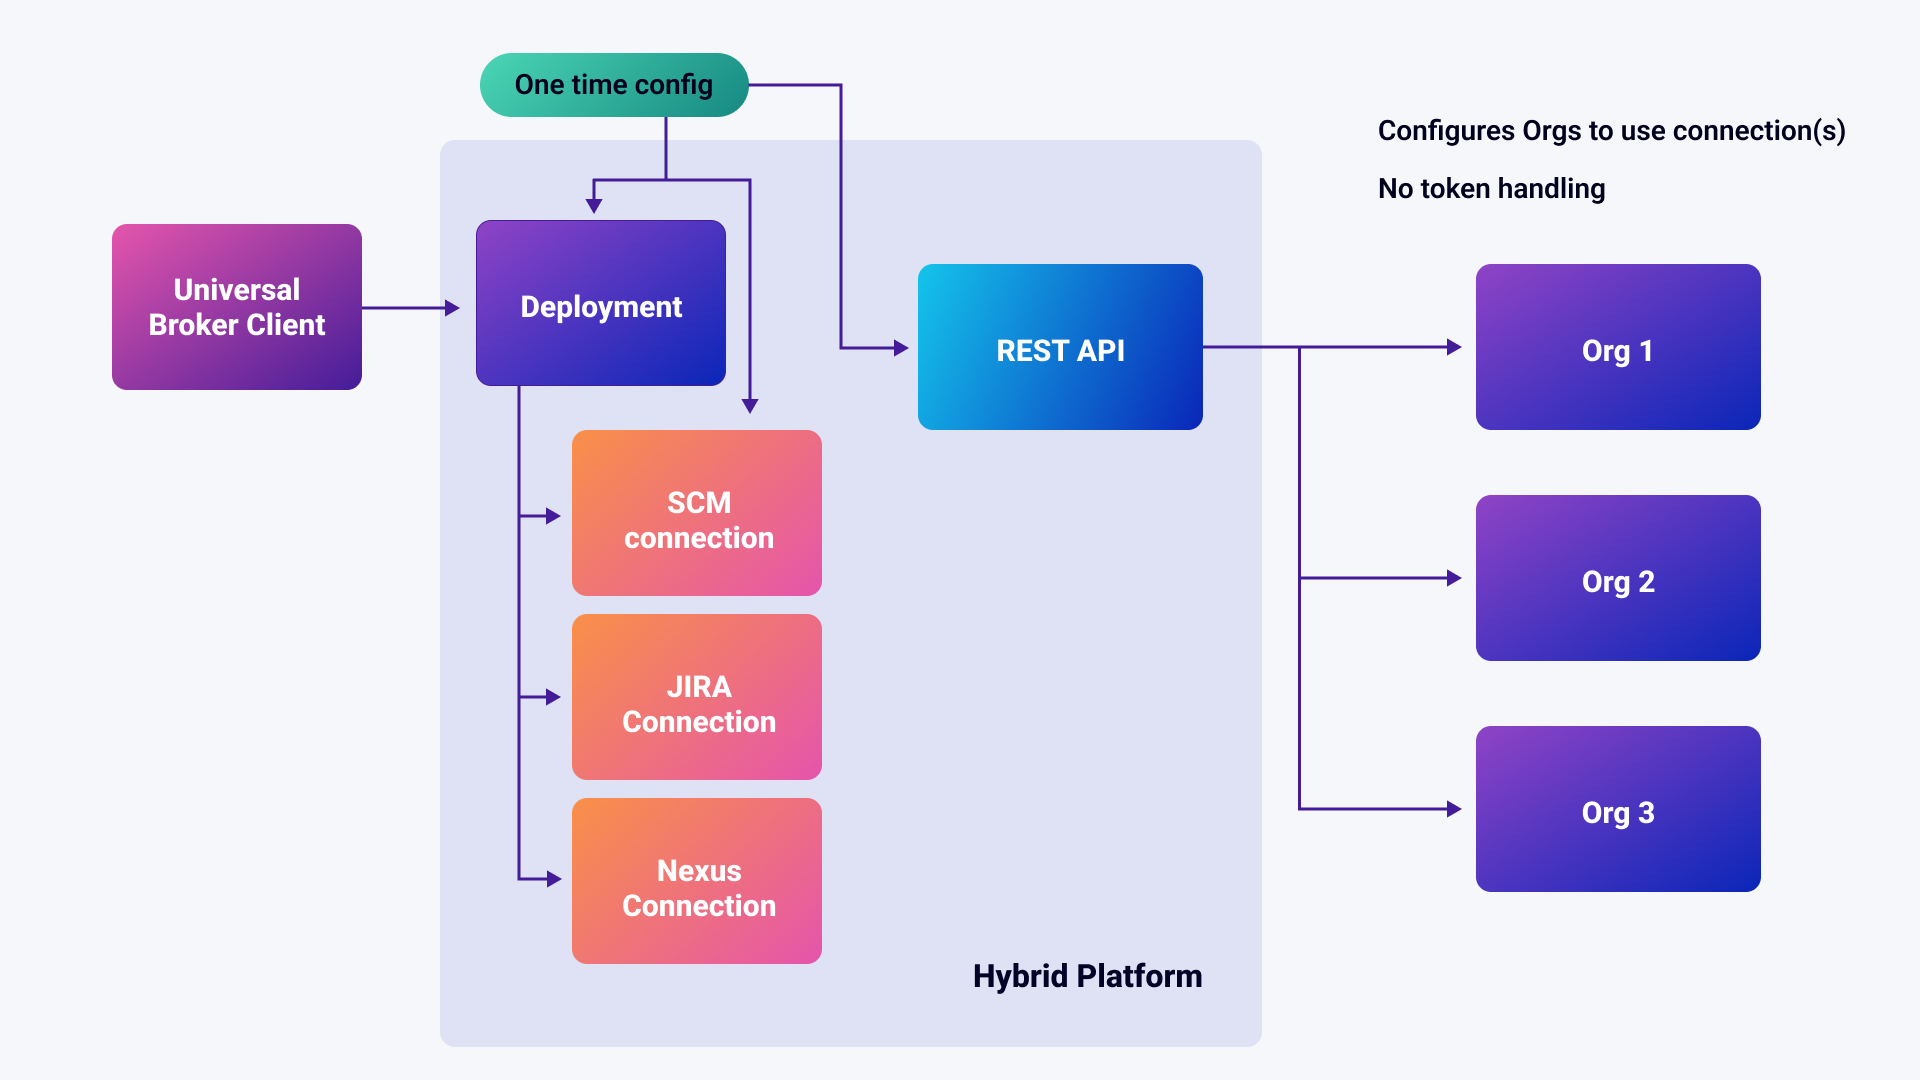 One time config
Configures Orgs to use connection(s)
No token handling
Universal
Broker Client
Deployment
REST API
Org 1
SCM
connection
Org 2
JIRA
Connection
Org 3
Nexus
Connection
Hybrid Platform